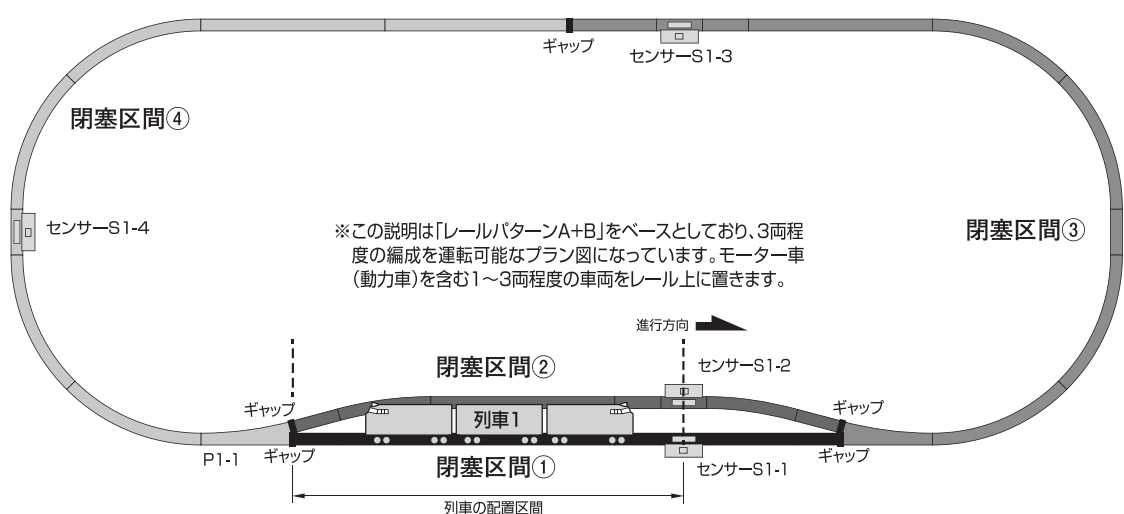 ギャップ
センサーS1-3
閉塞区間④
センサーS1-4
※この説明は「レールパターンA+B」をベースとしており、3両程
度の編成を運転可能なプラン図になっています。モーター車
(動力車)を含む1～3両程度の車両をレール上に置きます。
閉塞区間③
進行方向
閉塞区間②
センサーS1-2
ギャップ
ギャップ
列車1
P1-1
ギャップ
閉塞区間①
センサーS1-1
ギャップ
列車の配置区間